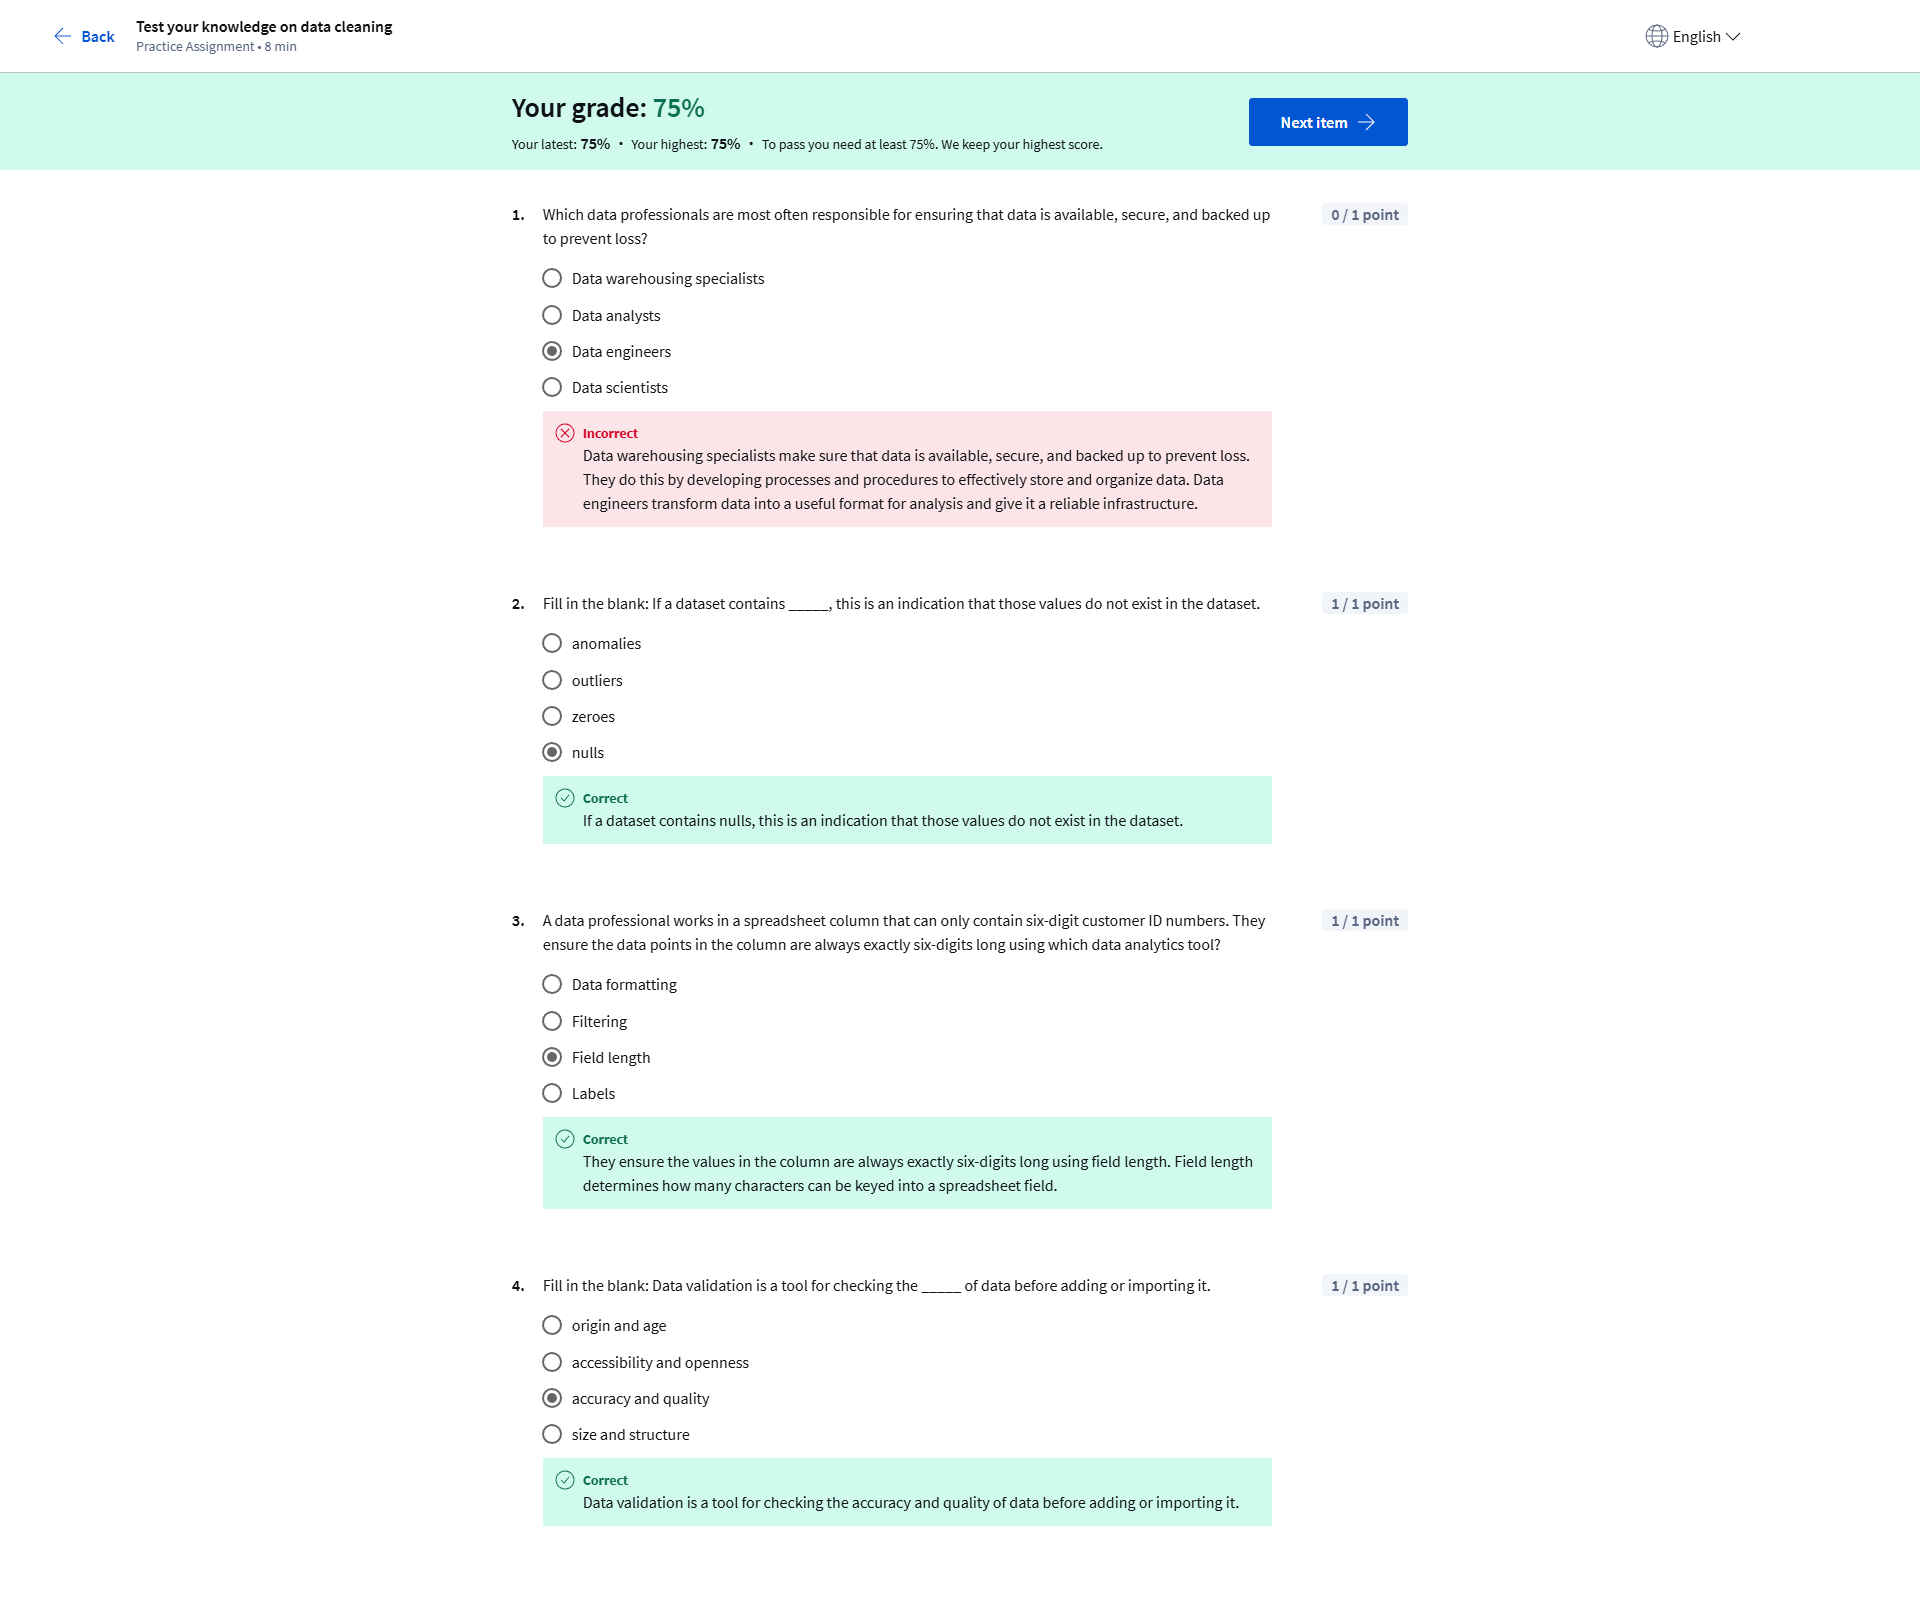 Back
Test your knowledge on data cleaning
Practice Assignment • 8 min
English
Your grade: 75%
Your latest: 75% • Your highest: 75% • To pass you need at least 75%. We keep your highest score.
Next item
1. Which data professionals are most often responsible for ensuring that data is available, secure, and backed up
to prevent loss?
0 / 1 point
Data warehousing specialists
Data analysts
Data engineers
Data scientists
Incorrect
Data warehousing specialists make sure that data is available, secure, and backed up to prevent loss.
They do this by developing processes and procedures to effectively store and organize data. Data
engineers transform data into a useful format for analysis and give it a reliable infrastructure.
2. Fill in the blank: If a dataset contains _____, this is an indication that those values do not exist in the dataset.
1 / 1 point
anomalies
outliers
zeroes
nulls
Correct
If a dataset contains nulls, this is an indication that those values do not exist in the dataset.
3. A data professional works in a spreadsheet column that can only contain six-digit customer ID numbers. They
ensure the data points in the column are always exactly six-digits long using which data analytics tool?
1 / 1 point
Data formatting
Filtering
Field length
Labels
Correct
They ensure the values in the column are always exactly six-digits long using field length. Field length
determines how many characters can be keyed into a spreadsheet field.
4. Fill in the blank: Data validation is a tool for checking the _____ of data before adding or importing it.
1 / 1 point
origin and age
accessibility and openness
accuracy and quality
size and structure
Correct
Data validation is a tool for checking the accuracy and quality of data before adding or importing it.